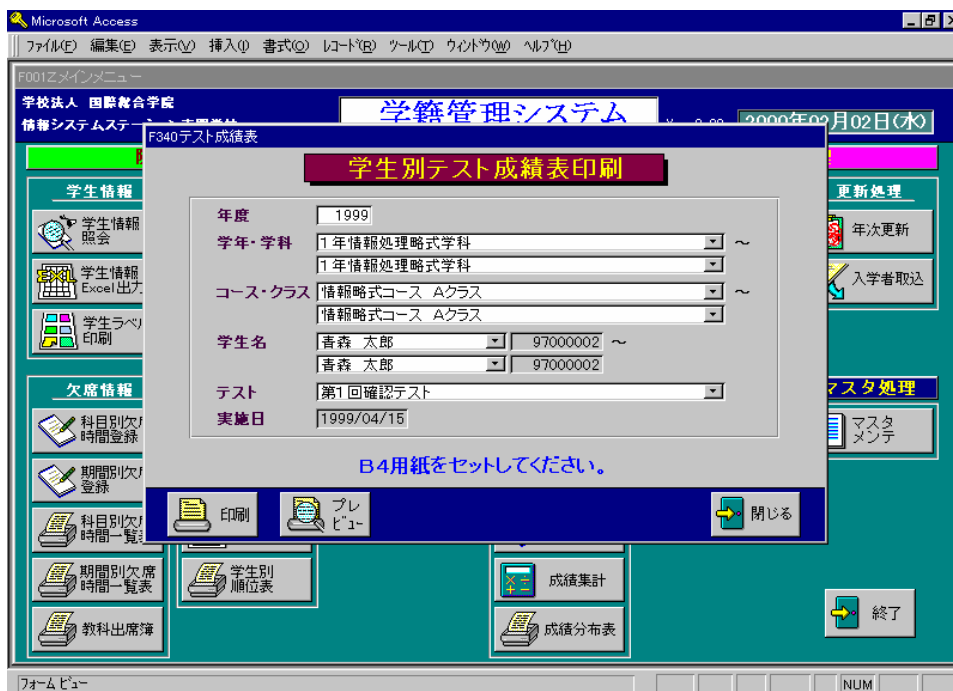 Microsoft Access
ファイル(F) 編集(E) 表示(V) 挿入(I) 書式(O) レコード(R) ツール(T) ウィンドウ(W) ヘルプ(H)
F001Zメインメニュー
学校法人 国際総合学院
情報システムステーション
学籍管理システム
2000年02月02日(水)
F340テスト成績表
学生別テスト成績表印刷
年度 1999
学年・学科 1年情報処理略式学科 ～
1年情報処理略式学科
コース・クラス 情報略式コース Aクラス ～
情報略式コース Aクラス
学生名 青森 太郎 97000002 ～
青森 太郎 97000002
テスト 第1回確認テスト
実施日 1999/04/15
B4用紙をセットしてください。
印刷
プレビュー
閉じる
学生情報
学生情報
照会
学生情報
Excel出力
学生ラベル
印刷
欠席情報
科目別欠
時間登録
期間別欠
登録
科目別欠
時間一覧
期間別欠席
時間一覧表
教科出席簿
学生別
順位表
成績集計
成績分布表
更新処理
年次更新
入学者取込
マスタ処理
マスタ
メンテ
終了
フォーム ビュー
NUM